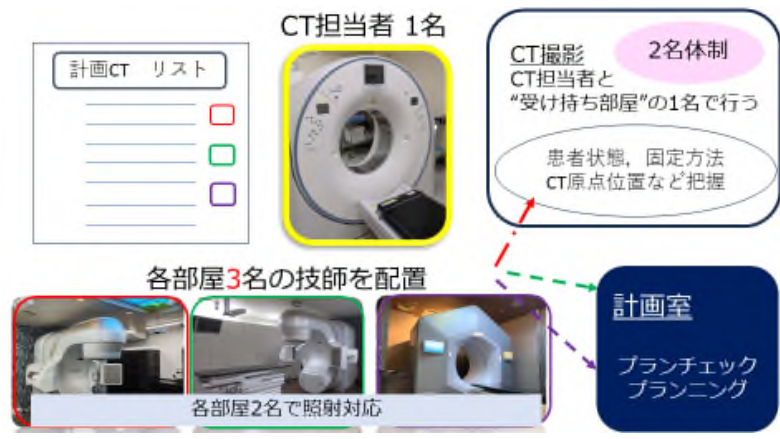 CT担当者 1名
計画CT　リスト
2名体制
CT撮影
CT担当者と
“受け持ち部屋”の1名で行う
患者状態，固定方法
CT原点位置など把握
各部屋3名の技師を配置
各部屋2名で照射対応
計画室
プランチェック
プランニング